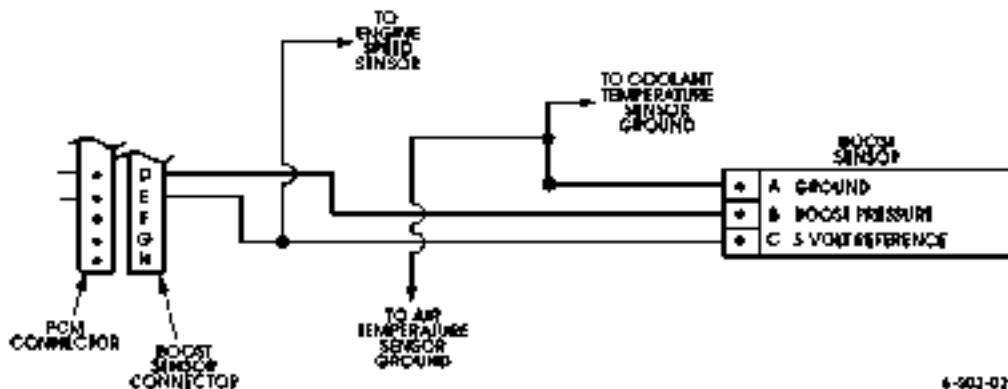 TO
ENGINE
SPEED
SENSOR
TO COOLANT
TEMPERATURE
SENSOR
GROUND
BOOST
SENSOR
D
E
F
G
H
A GROUND
B BOOST PRESSURE
C 5 VOLT REFERENCE
TO AIR
TEMPERATURE
SENSOR
GROUND
PCM
CONNECTOR
BOOST
SENSOR
CONNECTOR